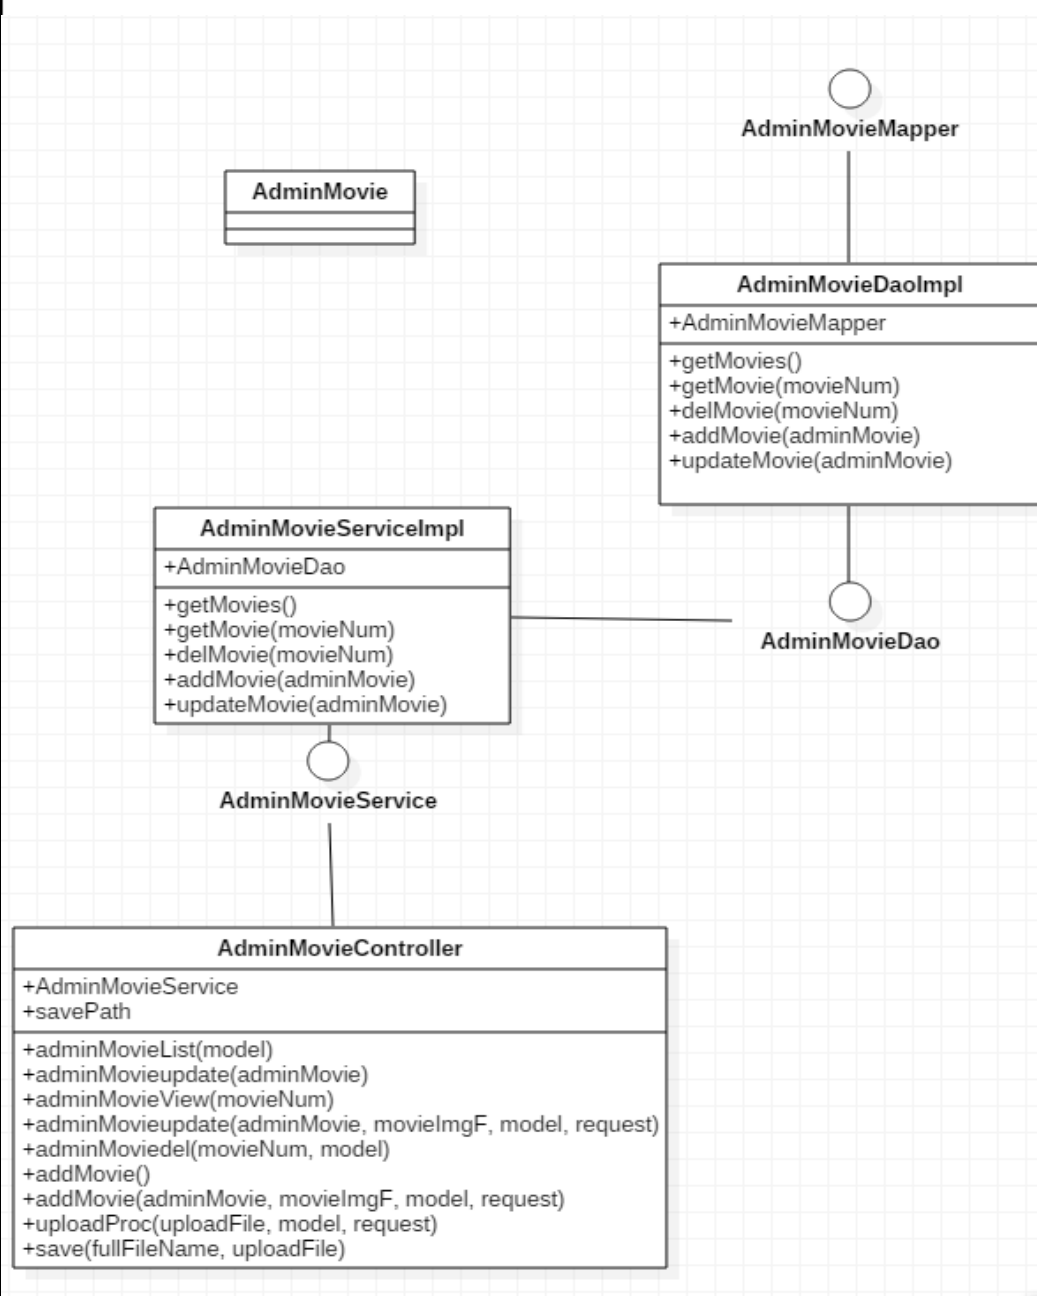 AdminMovieMapper
AdminMovie
AdminMovieDaoImpl
+AdminMovieMapper
+getMovies()
+getMovie(movieNum)
+delMovie(movieNum)
+addMovie(adminMovie)
+updateMovie(adminMovie)
AdminMovieServiceImpl
+AdminMovieDao
+getMovies()
+getMovie(movieNum)
+delMovie(movieNum)
+addMovie(adminMovie)
+updateMovie(adminMovie)
AdminMovieDao
AdminMovieService
AdminMovieController
+AdminMovieService
+savePath
+adminMovieList(model)
+adminMovieupdate(adminMovie)
+adminMovieView(movieNum)
+adminMovieupdate(adminMovie, movieImgF, model, request)
+adminMoviedel(movieNum, model)
+addMovie()
+addMovie(adminMovie, movieImgF, model, request)
+uploadProc(uploadFile, model, request)
+save(fullFileName, uploadFile)